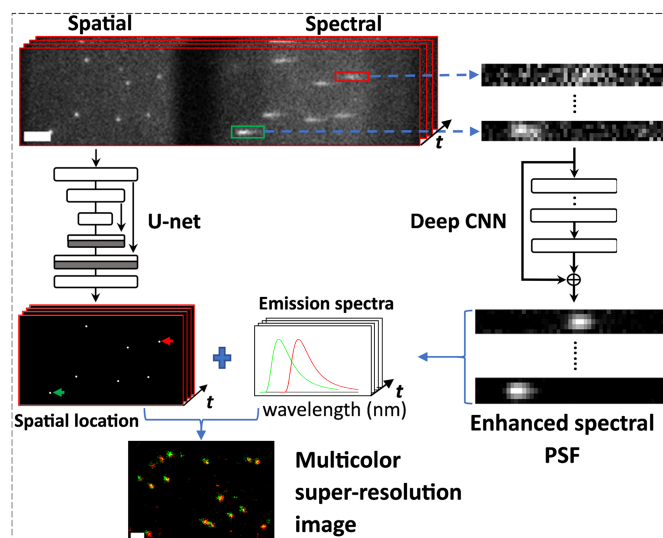 Spatial
Spectral
t
U-net
Deep CNN
Emission spectra
t
Spatial location
wavelength (nm)
Enhanced spectral
PSF
Multicolor
super-resolution
image